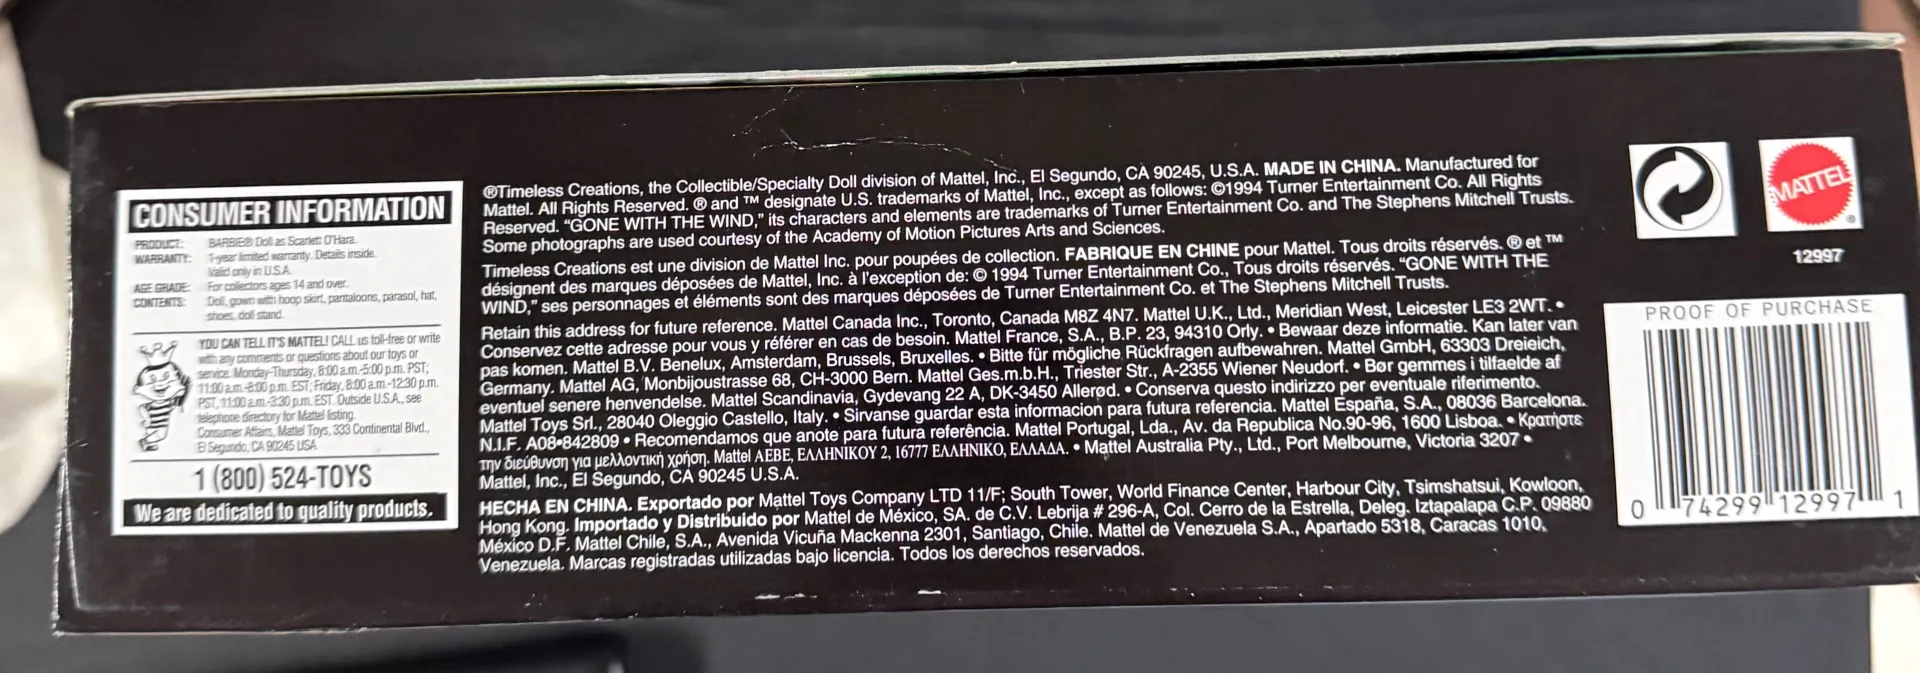 CONSUMER INFORMATION
PRODUCT: BARBIE® Doll as Scarlett O'Hara.
WARRANTY: 1-year limited warranty. Details inside.
Valid only in U.S.A.
AGE GRADE: For collectors ages 14 and over.
CONTENTS: Doll, gown with hoop skirt, pantaloons, parasol, hat,
shoes, doll stand.
YOU CAN TELL IT'S MATTEL! CALL us toll-free or write
with any comments or questions about our toys or
service. Monday-Thursday, 8:00 a.m.-5:00 p.m. PST;
11:00 a.m.-8:00 p.m. EST; Friday, 8:00 a.m.-12:30 p.m.
PST, 11:00 a.m.-3:30 p.m. EST. Outside U.S.A., see
telephone directory for Mattel listing.
Consumer Affairs, Mattel Toys, 333 Continental Blvd.,
El Segundo, CA 90245 USA
1 (800) 524-TOYS
We are dedicated to quality products.
®Timeless Creations, the Collectible/Specialty Doll division of Mattel, Inc., El Segundo, CA 90245, U.S.A. MADE IN CHINA. Manufactured for
Mattel. All Rights Reserved. ® and ™ designate U.S. trademarks of Mattel, Inc., except as follows: ©1994 Turner Entertainment Co. All Rights
Reserved. "GONE WITH THE WIND," its characters and elements are trademarks of Turner Entertainment Co. and The Stephens Mitchell Trusts.
Some photographs are used courtesy of the Academy of Motion Pictures Arts and Sciences.
Timeless Creations est une division de Mattel Inc. pour poupées de collection. FABRIQUE EN CHINE pour Mattel. Tous droits réservés. ® et ™
désignent des marques déposées de Mattel, Inc. à l'exception de: © 1994 Turner Entertainment Co., Tous droits réservés. "GONE WITH THE
WIND," ses personnages et éléments sont des marques déposées de Turner Entertainment Co. et The Stephens Mitchell Trusts.
Retain this address for future reference. Mattel Canada Inc., Toronto, Canada M8Z 4N7. Mattel U.K., Ltd., Meridian West, Leicester LE3 2WT. •
Conservez cette adresse pour vous y référer en cas de besoin. Mattel France, S.A., B.P. 23, 94310 Orly. • Bewaar deze informatie. Kan later van
pas komen. Mattel B.V. Benelux, Amsterdam, Brussels, Bruxelles. • Bitte für mögliche Rückfragen aufbewahren. Mattel GmbH, 63303 Dreieich,
Germany. Mattel AG, Monbijoustrasse 68, CH-3000 Bern. Mattel Ges.m.b.H., Triester Str., A-2355 Wiener Neudorf. • Bør gemmes i tilfaelde af
eventuel senere henvendelse. Mattel Scandinavia, Gydevang 22 A, DK-3450 Allerød. • Conserva questo indirizzo per eventuale riferimento.
Mattel Toys Srl., 28040 Oleggio Castello, Italy. • Sirvanse guardar esta informacion para futura referencia. Mattel España, S.A., 08036 Barcelona.
N.I.F. A08•842809 • Recomendamos que anote para futura referência. Mattel Portugal, Lda., Av. da Republica No.90-96, 1600 Lisboa. • Κρατήστε
την διεύθυνση για μελλοντική χρήση. Mattel ΑΕΒΕ, ΕΛΛΗΝΙΚΟΥ 2, 16777 ΕΛΛΗΝΙΚΟ, ΕΛΛΑΔΑ. • Mattel Australia Pty., Ltd., Port Melbourne, Victoria 3207 •
Mattel, Inc., El Segundo, CA 90245 U.S.A.
HECHA EN CHINA. Exportado por Mattel Toys Company LTD 11/F; South Tower, World Finance Center, Harbour City, Tsimshatsui, Kowloon,
Hong Kong. Importado y Distribuido por Mattel de México, SA. de C.V. Lebrija # 296-A, Col. Cerro de la Estrella, Deleg. Iztapalapa C.P. 09880
México D.F. Mattel Chile, S.A., Avenida Vicuña Mackenna 2301, Santiago, Chile. Mattel de Venezuela S.A., Apartado 5318, Caracas 1010,
Venezuela. Marcas registradas utilizadas bajo licencia. Todos los derechos reservados.
MATTEL®
12997
PROOF OF PURCHASE
0 74299 12997 1